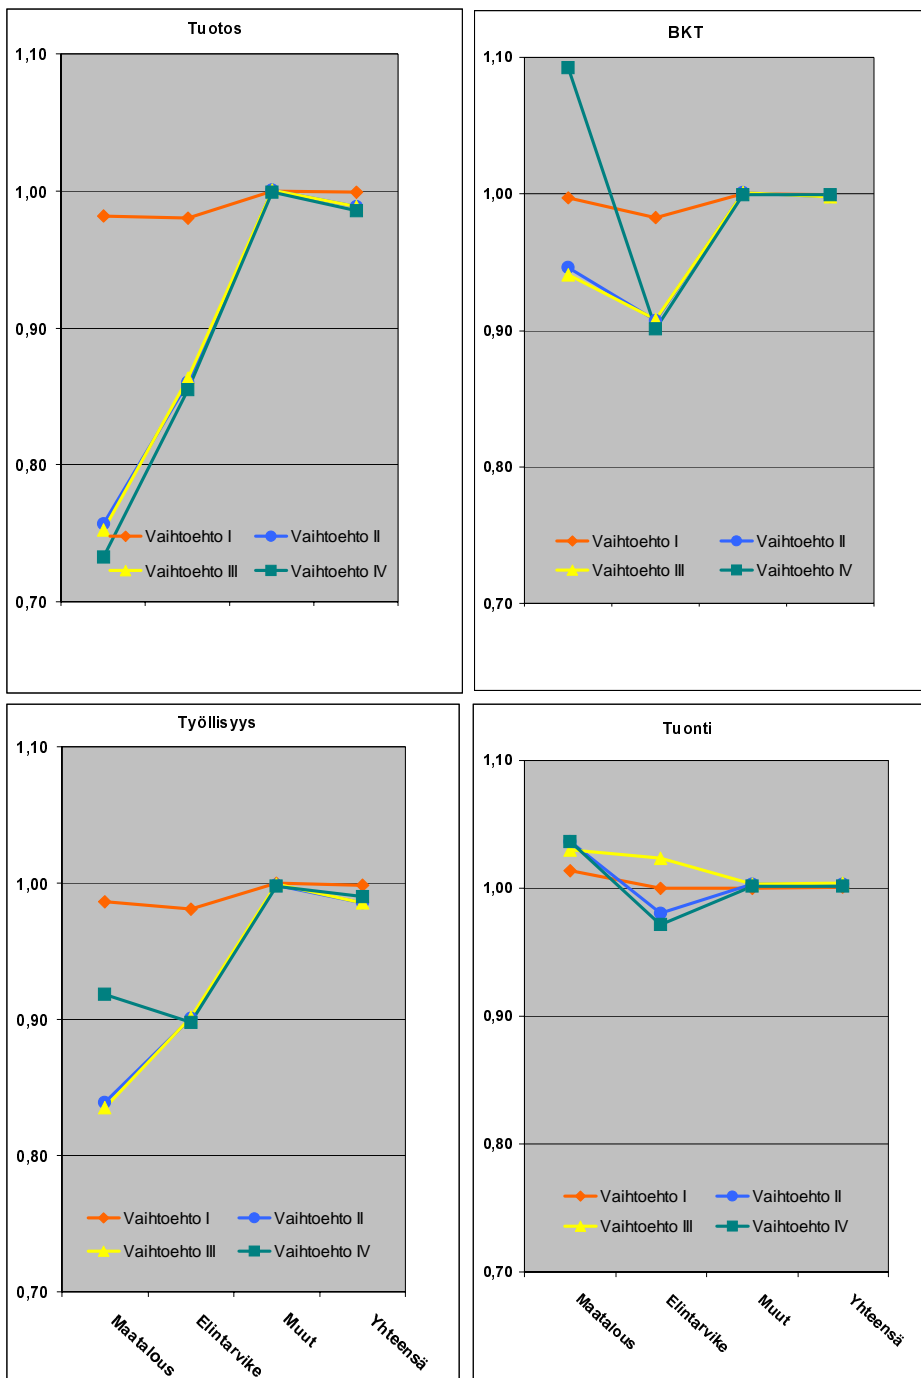 Tuotos
1,10
1,00
0,90
0,80
0,70
Vaihtoehto I
Vaihtoehto II
Vaihtoehto III
Vaihtoehto IV
BKT
1,10
1,00
0,90
0,80
0,70
Vaihtoehto I
Vaihtoehto II
Vaihtoehto III
Vaihtoehto IV
Työllisyys
1,10
1,00
0,90
0,80
0,70
Vaihtoehto I
Vaihtoehto II
Vaihtoehto III
Vaihtoehto IV
Maatalous
Elintarvike
Muut
Yhteensä
Tuonti
1,10
1,00
0,90
0,80
0,70
Vaihtoehto I
Vaihtoehto II
Vaihtoehto III
Vaihtoehto IV
Maatalous
Elintarvike
Muut
Yhteensä